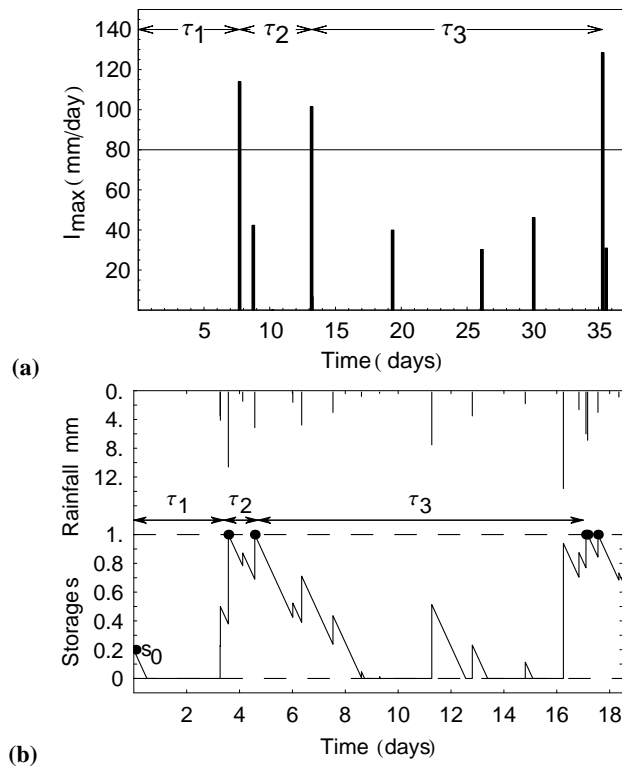 140
120
100
80
60
40
20
I_max (mm/day)
τ1 τ2 τ3
5 10 15 20 25 30 35
Time (days)
(a)
0.
4.
8.
12.
Rainfall mm
τ1 τ2 τ3
1.
0.8
0.6
0.4
0.2
0
Storages
s0
2 4 6 8 10 12 14 16 18
Time (days)
(b)